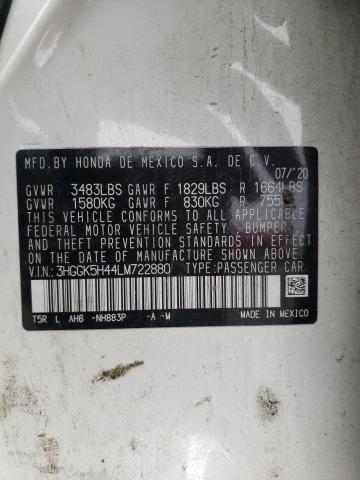 MFD.BY HONDA DE MEXICO S.A. DE C.V.
07/'20
GVWR 3483LBS GAWR F 1829LBS R 1664LBS
GVWR 1580KG GAWR F 830KG R 755
THIS VEHICLE CONFORMS TO ALL APPLICABLE
FEDERAL MOTOR VEHICLE SAFETY, BUMPER, AND
THEFT PREVENTION STANDARDS IN EFFECT ON
THE DATE OF MANUFACTURE SHOWN ABOVE.
V.I.N.: 3HGGK5H44LM722880 TYPE:PASSENGER CAR
T5R L AH6 -NH883P -A -M MADE IN MEXICO